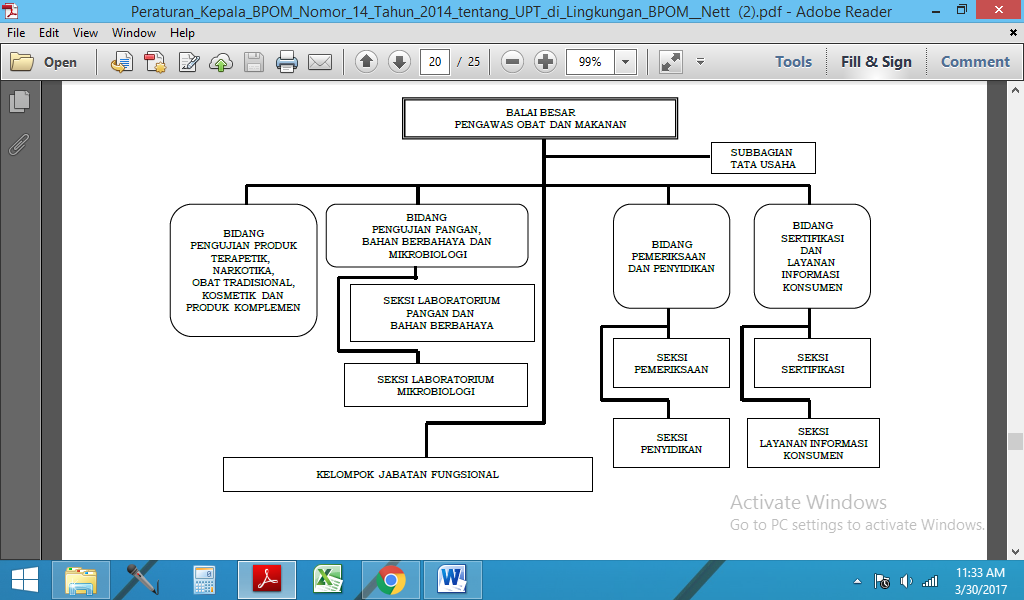 Peraturan_Kepala_BPOM_Nomor_14_Tahun_2014_tentang_UPT_di_Lingkungan_BPOM__Nett (2).pdf - Adobe Reader
File Edit View Window Help
Open 20 / 25 99% Tools Fill & Sign Comment
BALAI BESAR
PENGAWAS OBAT DAN MAKANAN
SUBBAGIAN
TATA USAHA
BIDANG
PENGUJIAN PRODUK
TERAPETIK,
NARKOTIKA,
OBAT TRADISIONAL,
KOSMETIK DAN
PRODUK KOMPLEMEN
BIDANG
PENGUJIAN PANGAN,
BAHAN BERBAHAYA DAN
MIKROBIOLOGI
BIDANG
PEMERIKSAAN
DAN PENYIDIKAN
BIDANG
SERTIFIKASI
DAN
LAYANAN
INFORMASI
KONSUMEN
SEKSI LABORATORIUM
PANGAN DAN
BAHAN BERBAHAYA
SEKSI LABORATORIUM
MIKROBIOLOGI
SEKSI
PEMERIKSAAN
SEKSI
SERTIFIKASI
SEKSI
PENYIDIKAN
SEKSI
LAYANAN INFORMASI
KONSUMEN
KELOMPOK JABATAN FUNGSIONAL
Activate Windows
Go to PC settings to activate Windows.
11:33 AM
3/30/2017